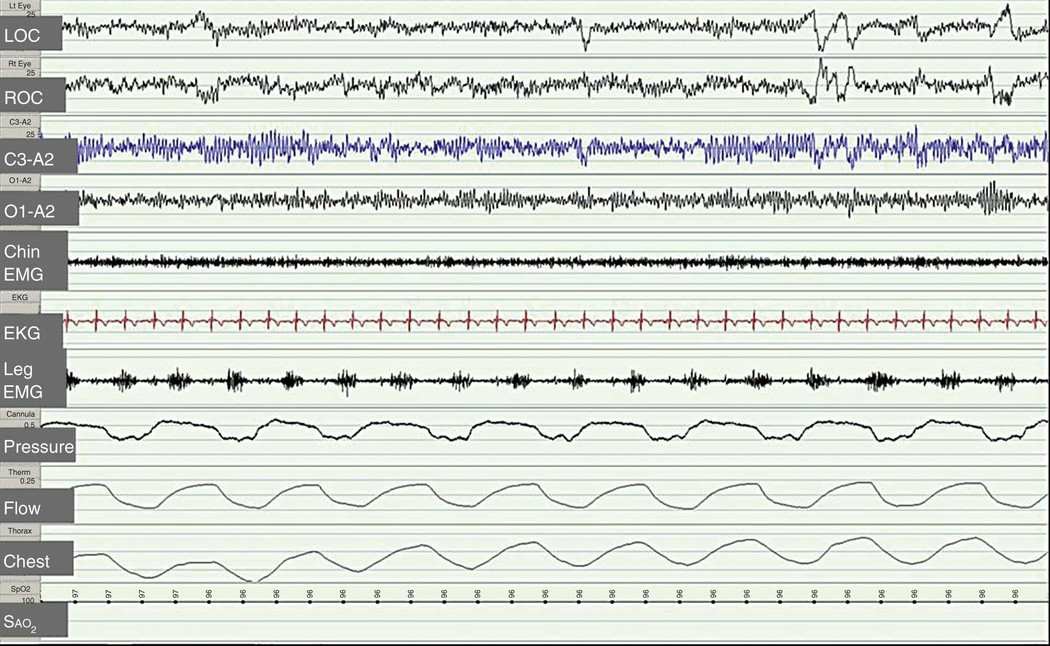 Lt Eye
25
LOC
Rt Eye
25
ROC
C3-A2
25
C3-A2
O1-A2
O1-A2
Chin
EMG
EKG
EKG
Leg
EMG
Cannula
0.5
Pressure
Therm
0.25
Flow
Thorax
Chest
SpO2
97 97 97 97 96 96 96 96 96 96 96 96 96 96 96 96 96 96 96 96 96 96 96 96 96 96 96 96 96
100
SAO2